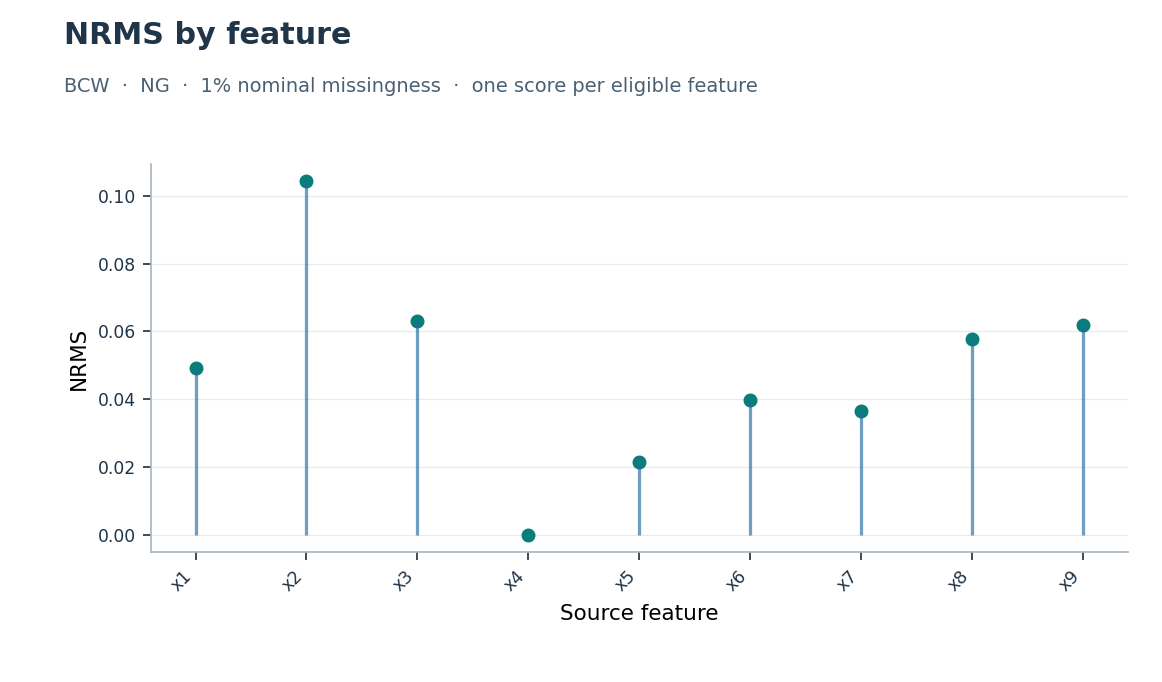 NRMS by feature
BCW · NG · 1% nominal missingness · one score per eligible feature
0.10
0.08
0.06
0.04
0.02
0.00
NRMS
x1
x2
x3
x4
x5
x6
x7
x8
x9
Source feature